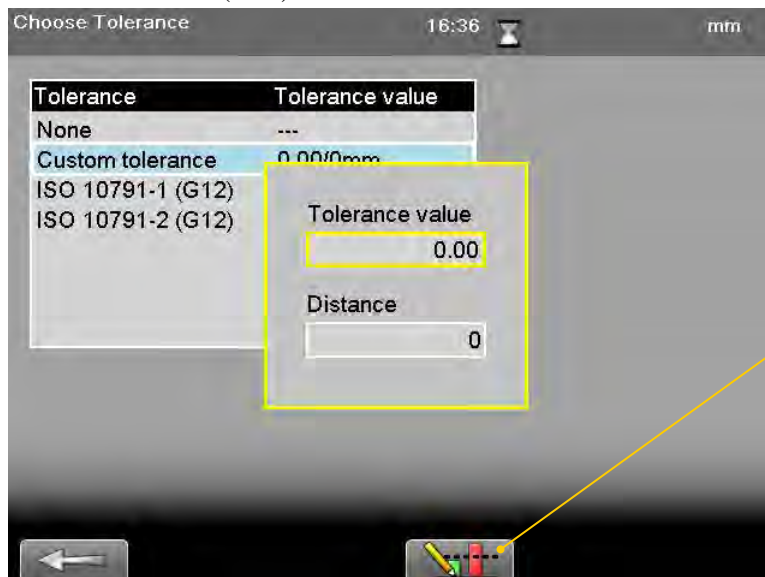 Choose Tolerance 16:36 mm
Tolerance Tolerance value
None ---
Custom tolerance 0.00/0mm
ISO 10791-1 (G12)
ISO 10791-2 (G12)
Tolerance value
0.00
Distance
0